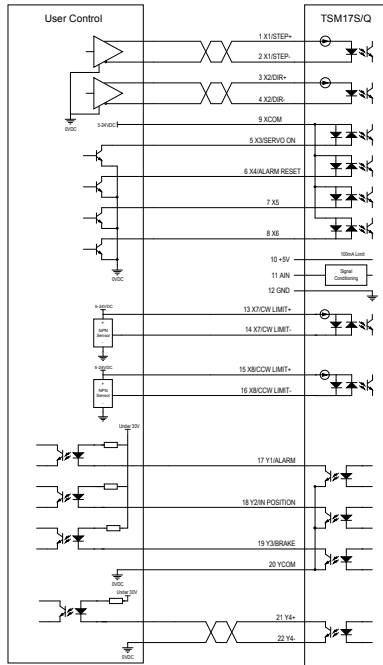 User Control
TSM17S/Q
1 X1/STEP+
2 X1/STEP-
3 X2/DIR+
4 X2/DIR-
0VDC
5-24VDC
9 XCOM
5 X3/SERVO ON
6 X4/ALARM RESET
7 X5
8 X6
0VDC
10 +5V
100mA Limit
11 AIN
Signal
Conditioning
12 GND
5-24VDC
13 X7/CW LIMIT+
+
NPN
Sensor
-
14 X7/CW LIMIT-
5-24VDC
15 X8/CCW LIMIT+
+
NPN
Sensor
-
16 X8/CCW LIMIT-
Under 30V
17 Y1/ALARM
18 Y2/IN POSITION
19 Y3/BRAKE
20 YCOM
0VDC
Under 30V
21 Y4+
22 Y4-
0VDC